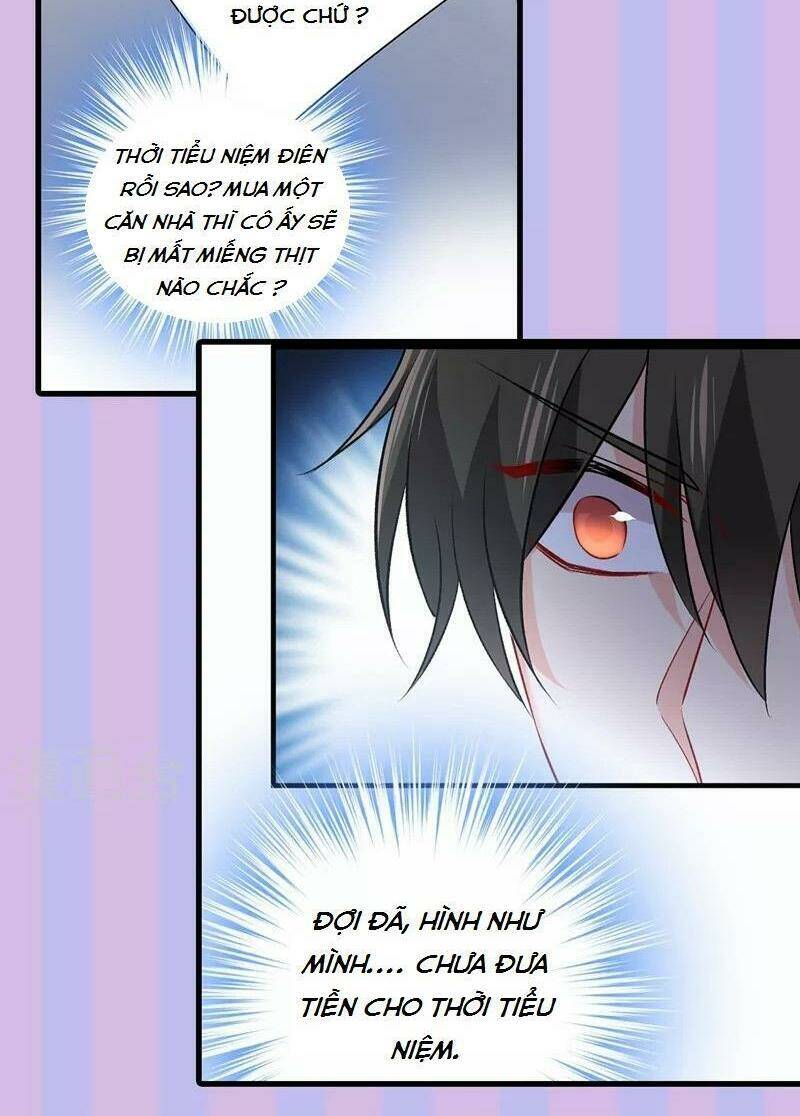 ĐƯỢC CHỨ ?
THỜI TIỂU NIỆM ĐIÊN
RỒI SAO? MUA MỘT
CĂN NHÀ THÌ CÔ ẤY SẼ
BỊ MẤT MIẾNG THỊT
NÀO CHẮC ?
ĐỢI ĐÃ, HÌNH NHƯ
MÌNH.... CHƯA ĐƯA
TIỀN CHO THỜI TIỂU
NIỆM.